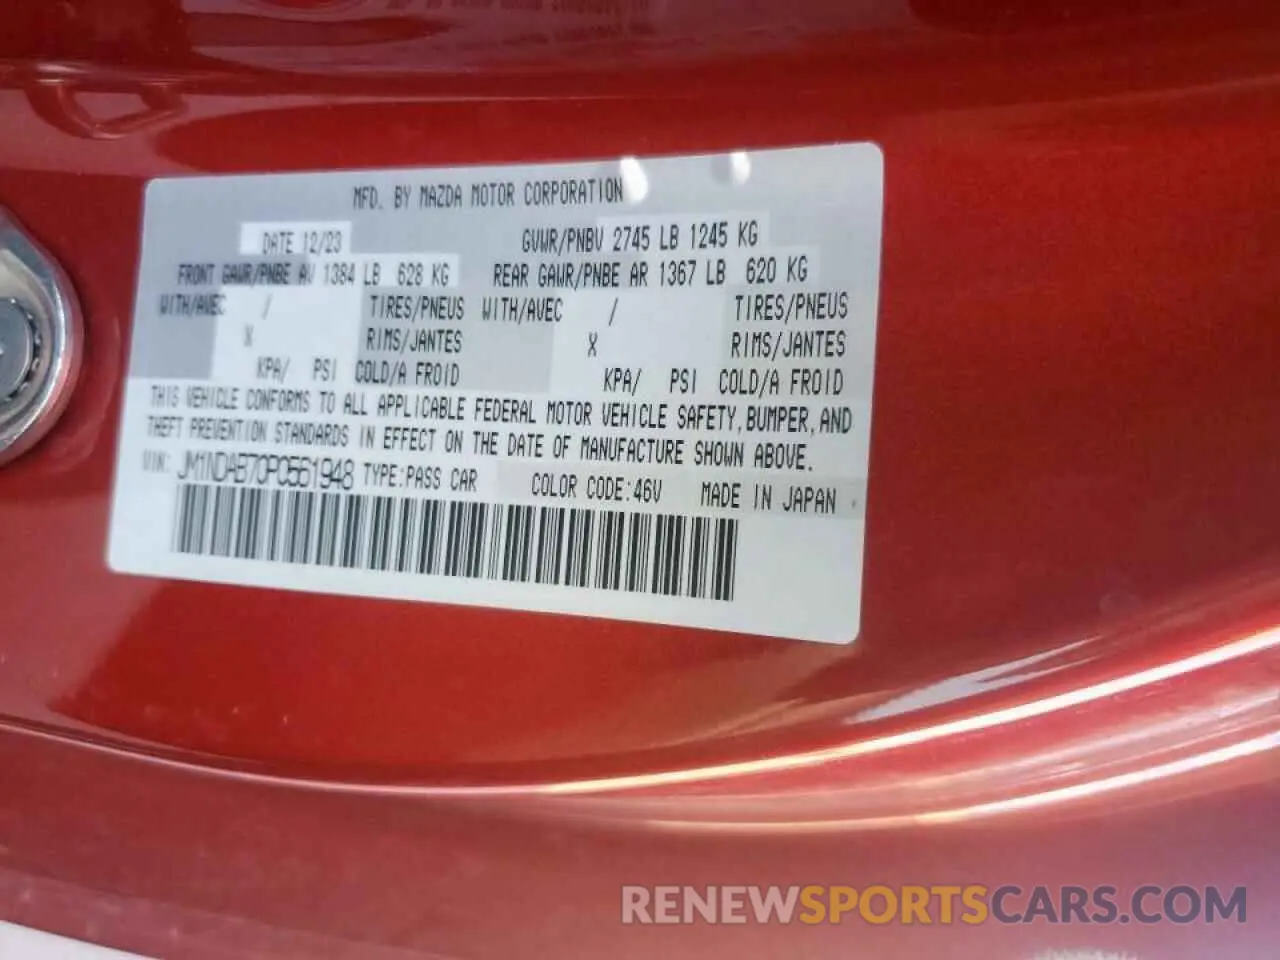 MFD. BY MAZDA MOTOR CORPORATION
DATE 12/23 GVWR/PNBV 2745 LB 1245 KG
FRONT GAWR/PNBE AV 1384 LB 628 KG REAR GAWR/PNBE AR 1367 LB 620 KG
WITH/AVEC / TIRES/PNEUS WITH/AVEC / TIRES/PNEUS
X RIMS/JANTES X RIMS/JANTES
KPA/ PSI COLD/A FROID KPA/ PSI COLD/A FROID
THIS VEHICLE CONFORMS TO ALL APPLICABLE FEDERAL MOTOR VEHICLE SAFETY, BUMPER, AND
THEFT PREVENTION STANDARDS IN EFFECT ON THE DATE OF MANUFACTURE SHOWN ABOVE.
VIN: JM1NDAB70P0561948 TYPE:PASS CAR COLOR CODE:46V MADE IN JAPAN
RENEWSPORTSCARS.COM